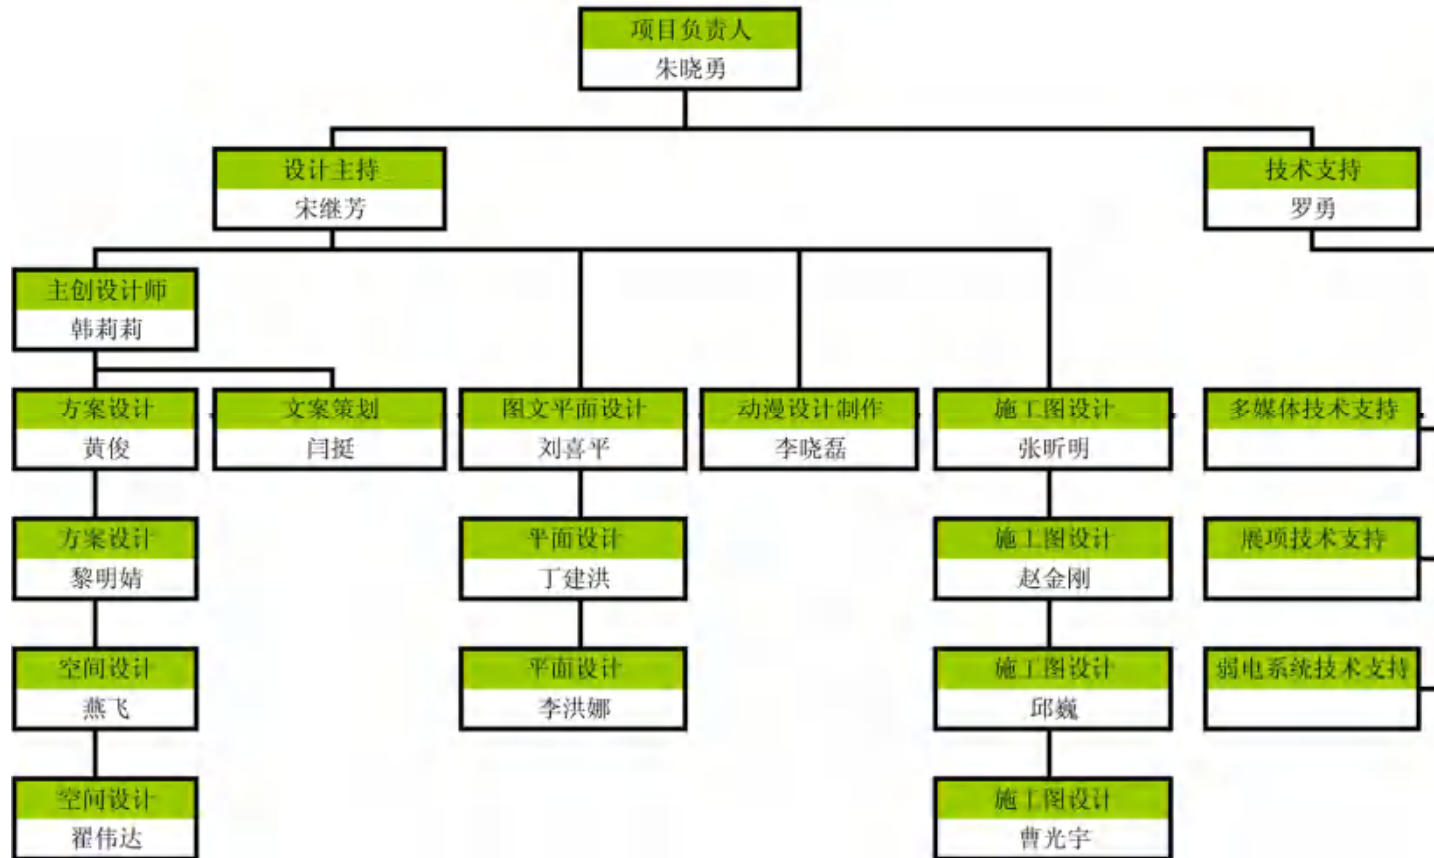 项目负责人
朱晓勇
设计主持
宋继芳
技术支持
罗勇
主创设计师
韩莉莉
方案设计
黄俊
文案策划
闫挺
图文平面设计
刘喜平
动漫设计制作
李晓磊
施工图设计
张昕明
多媒体技术支持
方案设计
黎明婧
平面设计
丁建洪
施工图设计
赵金刚
展项技术支持
空间设计
燕飞
平面设计
李洪娜
施工图设计
邱巍
弱电系统技术支持
空间设计
翟伟达
施工图设计
曹光宇